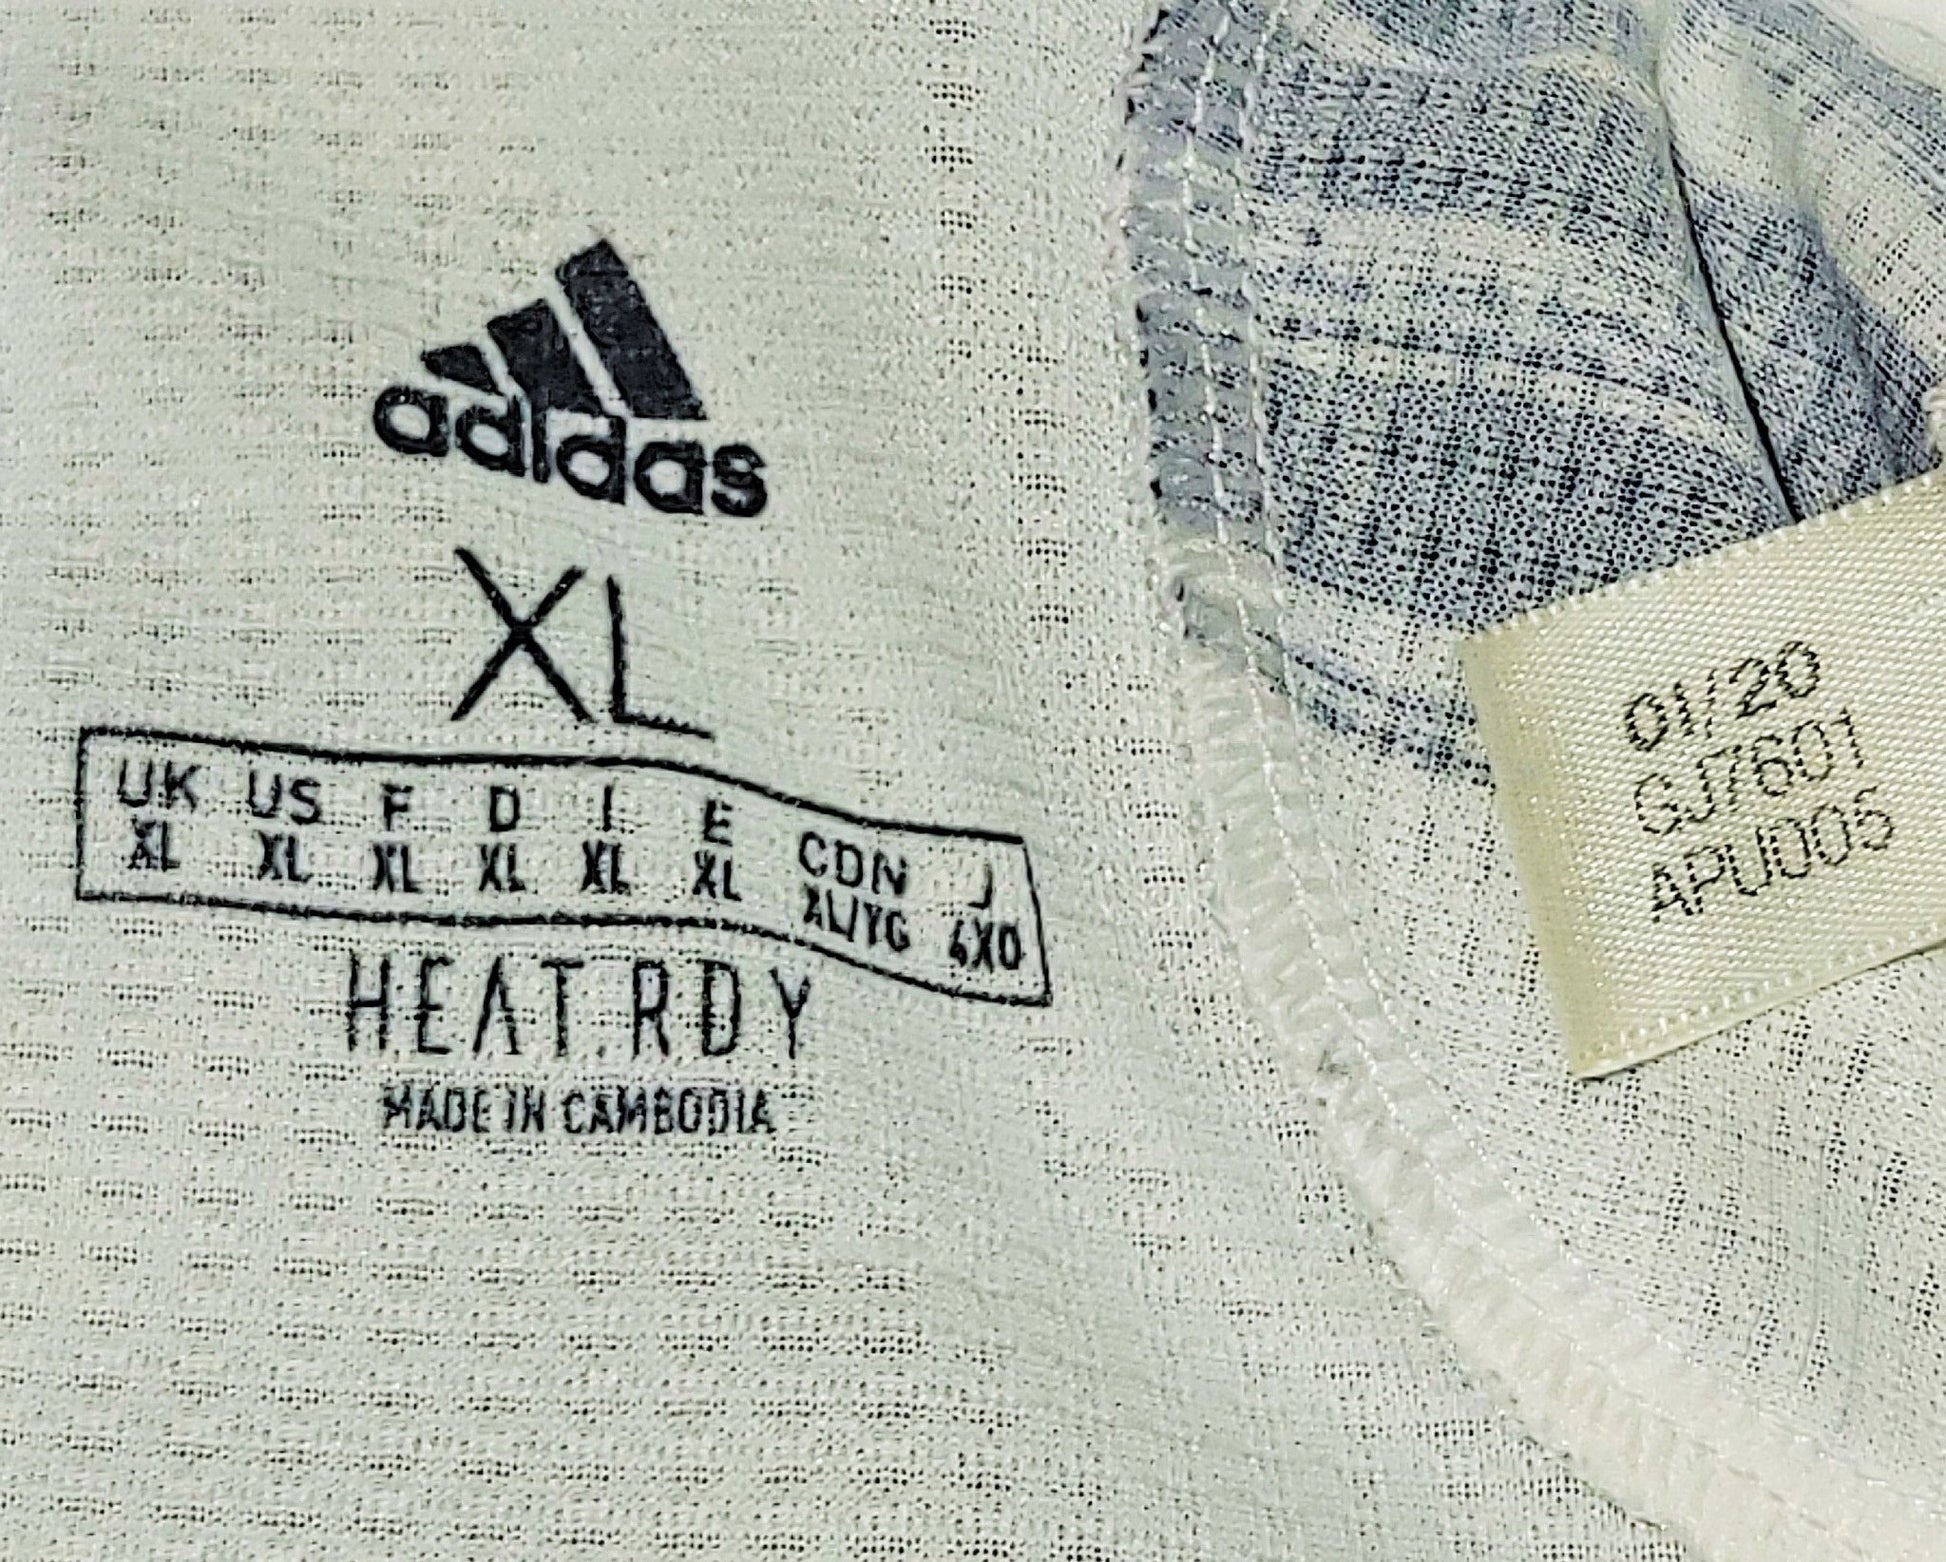 adidas
XL
UK US F D I E CDN J
XL XL XL XL XL XL XL/YG 4XO
HEAT.RDY
MADE IN CAMBODIA
01/20
GJ7601
APU005